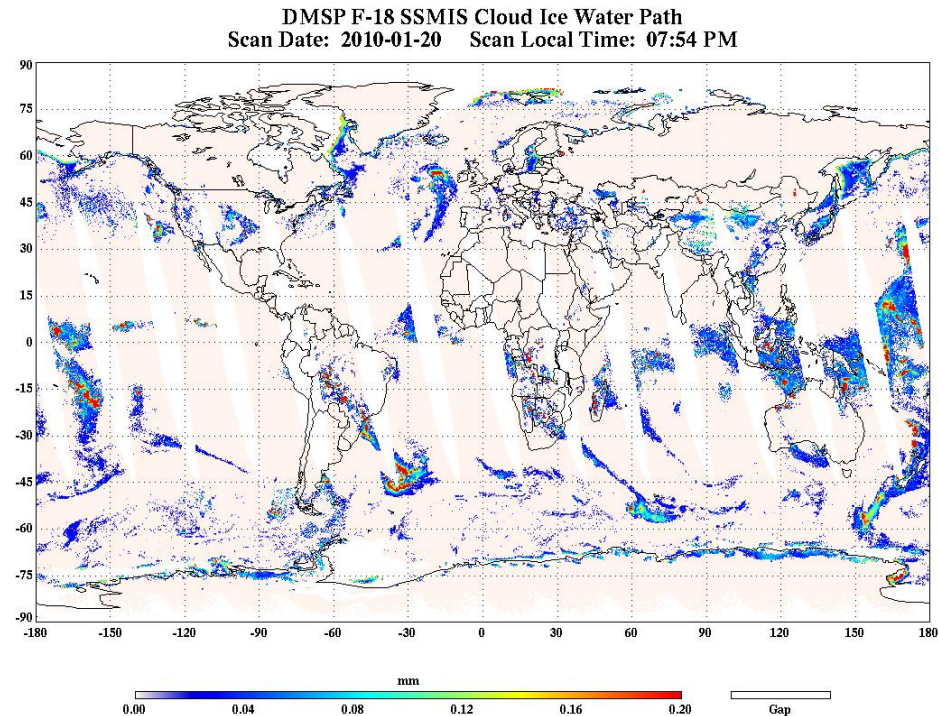 DMSP F-18 SSMIS Cloud Ice Water Path
Scan Date: 2010-01-20 Scan Local Time: 07:54 PM
90
75
60
45
30
15
0
-15
-30
-45
-60
-75
-90
-180 -150 -120 -90 -60 -30 0 30 60 90 120 150 180
mm
0.00 0.04 0.08 0.12 0.16 0.20 Gap